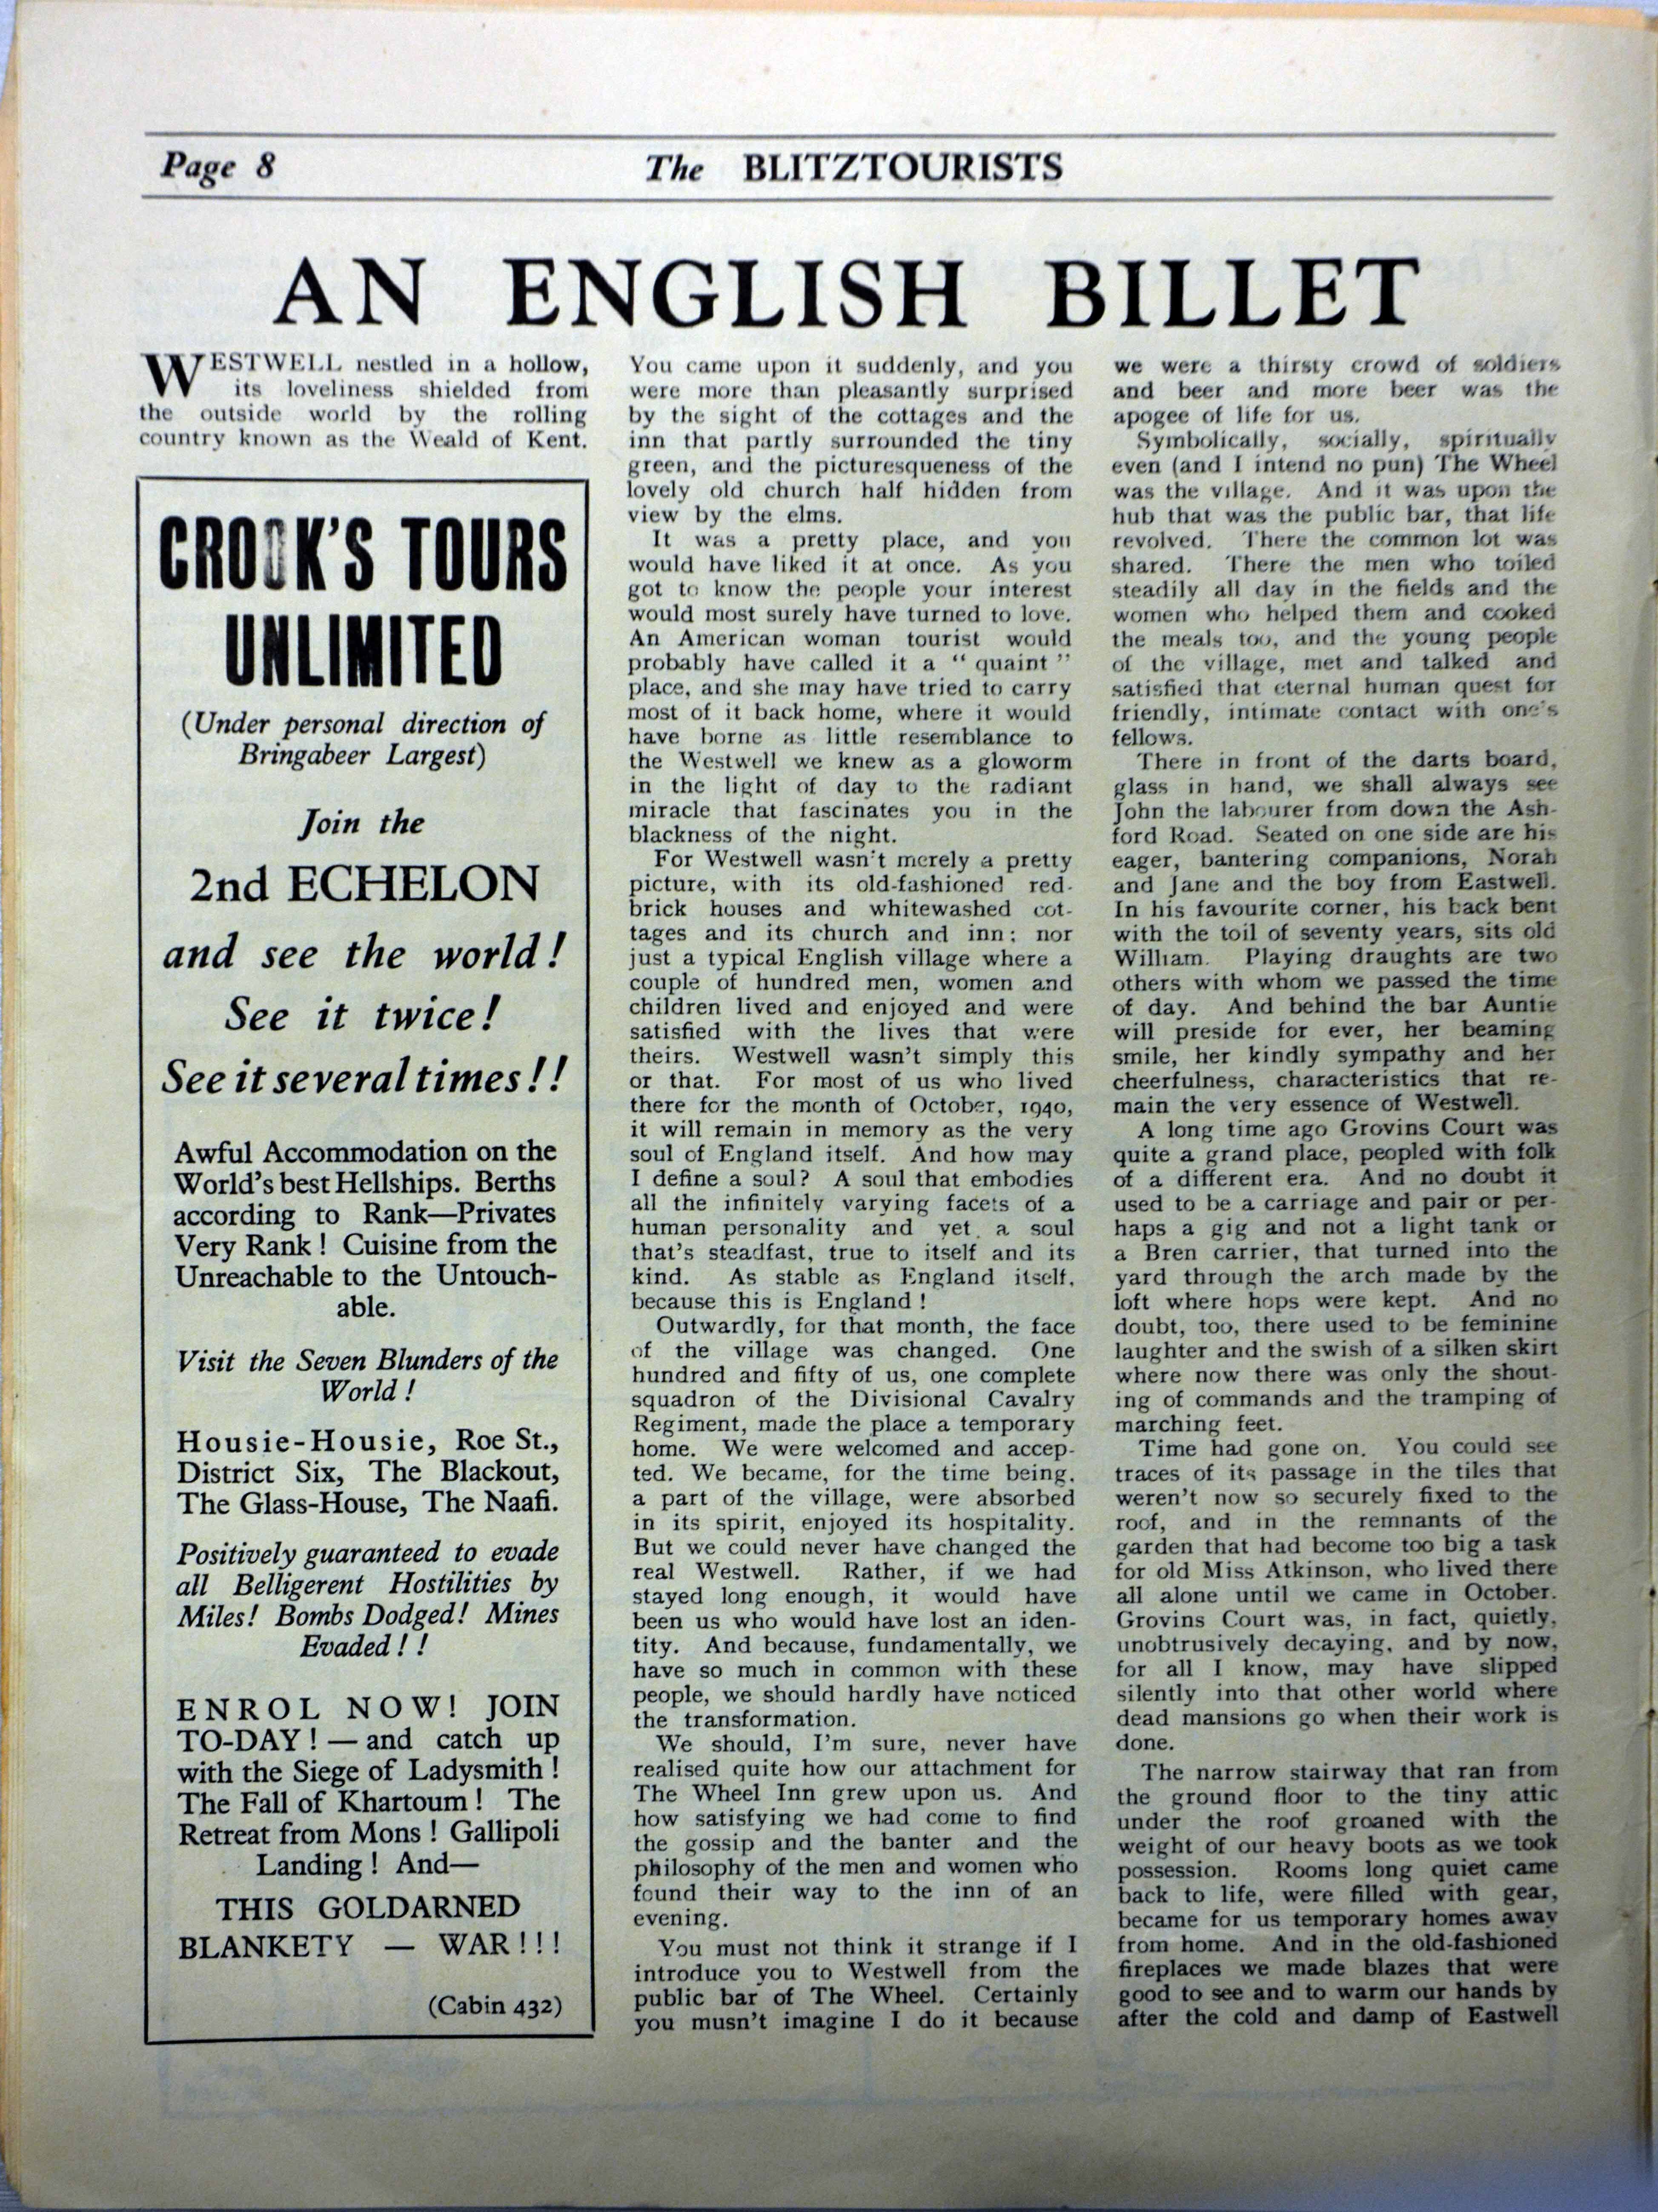 Page 8
The BLITZTOURISTS
AN ENGLISH BILLET
WESTWELL nestled in a hollow,
its loveliness shielded from
the outside world by the rolling
country known as the Weald of Kent.
CROOK'S TOURS
UNLIMITED
(Under personal direction of
Bringabeer Largest)
Join the
2nd ECHELON
and see the world!
See it twice!
See it several times!!
Awful Accommodation on the
World's best Hellships. Berths
according to Rank—Privates
Very Rank! Cuisine from the
Unreachable to the Untouch-
able.
Visit the Seven Blunders of the
World!
Housie-Housie, Roe St.,
District Six, The Blackout,
The Glass-House, The Naafi.
Positively guaranteed to evade
all Belligerent Hostilities by
Miles! Bombs Dodged! Mines
Evaded!!
ENROL NOW! JOIN
TO-DAY!—and catch up
with the Siege of Ladysmith!
The Fall of Khartoum! The
Retreat from Mons! Gallipoli
Landing! And—
THIS GOLDARNED
BLANKETY — WAR!!!
(Cabin 432)
You came upon it suddenly, and you
were more than pleasantly surprised
by the sight of the cottages and the
inn that partly surrounded the tiny
green, and the picturesqueness of the
lovely old church half hidden from
view by the elms.
It was a pretty place, and you
would have liked it at once. As you
got to know the people your interest
would most surely have turned to love.
An American woman tourist would
probably have called it a "quaint"
place, and she may have tried to carry
most of it back home, where it would
have borne as little resemblance to
the Westwell we knew as a gloworm
in the light of day to the radiant
miracle that fascinates you in the
blackness of the night.
For Westwell wasn't merely a pretty
picture, with its old-fashioned red-
brick houses and whitewashed cot-
tages and its church and inn; nor
just a typical English village where a
couple of hundred men, women and
children lived and enjoyed and were
satisfied with the lives that were
theirs. Westwell wasn't simply this
or that. For most of us who lived
there for the month of October, 1940,
it will remain in memory as the very
soul of England itself. And how may
I define a soul? A soul that embodies
all the infinitely varying facets of a
human personality and yet a soul
that's steadfast, true to itself and its
kind. As stable as England itself,
because this is England!
Outwardly, for that month, the face
of the village was changed. One
hundred and fifty of us, one complete
squadron of the Divisional Cavalry
Regiment, made the place a temporary
home. We were welcomed and accep-
ted. We became, for the time being,
a part of the village, were absorbed
in its spirit, enjoyed its hospitality.
But we could never have changed the
real Westwell. Rather, if we had
stayed long enough, it would have
been us who would have lost an iden-
tity. And because, fundamentally, we
have so much in common with these
people, we should hardly have noticed
the transformation.
We should, I'm sure, never have
realised quite how our attachment for
The Wheel Inn grew upon us. And
how satisfying we had come to find
the gossip and the banter and the
philosophy of the men and women who
found their way to the inn of an
evening.
You must not think it strange if I
introduce you to Westwell from the
public bar of The Wheel. Certainly
you musn't imagine I do it because
we were a thirsty crowd of soldiers
and beer and more beer was the
apogee of life for us.
Symbolically, socially, spiritually
even (and I intend no pun) The Wheel
was the village. And it was upon the
hub that was the public bar, that life
revolved. There the common lot was
shared. There the men who toiled
steadily all day in the fields and the
women who helped them and cooked
the meals too, and the young people
of the village, met and talked and
satisfied that eternal human quest for
friendly, intimate contact with one's
fellows.
There in front of the darts board,
glass in hand, we shall always see
John the labourer from down the Ash-
ford Road. Seated on one side are his
eager, bantering companions, Norah
and Jane and the boy from Eastwell.
In his favourite corner, his back bent
with the toil of seventy years, sits old
William. Playing draughts are two
others with whom we passed the time
of day. And behind the bar Auntie
will preside for ever, her beaming
smile, her kindly sympathy and her
cheerfulness, characteristics that re-
main the very essence of Westwell.
A long time ago Grovins Court was
quite a grand place, peopled with folk
of a different era. And no doubt it
used to be a carriage and pair or per-
haps a gig and not a light tank or
a Bren carrier, that turned into the
yard through the arch made by the
loft where hops were kept. And no
doubt, too, there used to be feminine
laughter and the swish of a silken skirt
where now there was only the shout-
ing of commands and the tramping of
marching feet.
Time had gone on. You could see
traces of its passage in the tiles that
weren't now so securely fixed to the
roof, and in the remnants of the
garden that had become too big a task
for old Miss Atkinson, who lived there
all alone until we came in October.
Grovins Court was, in fact, quietly,
unobtrusively decaying, and by now,
for all I know, may have slipped
silently into that other world where
dead mansions go when their work is
done.
The narrow stairway that ran from
the ground floor to the tiny attic
under the roof groaned with the
weight of our heavy boots as we took
possession. Rooms long quiet came
back to life, were filled with gear,
became for us temporary homes away
from home. And in the old-fashioned
fireplaces we made blazes that were
good to see and to warm our hands by
after the cold and damp of Eastwell